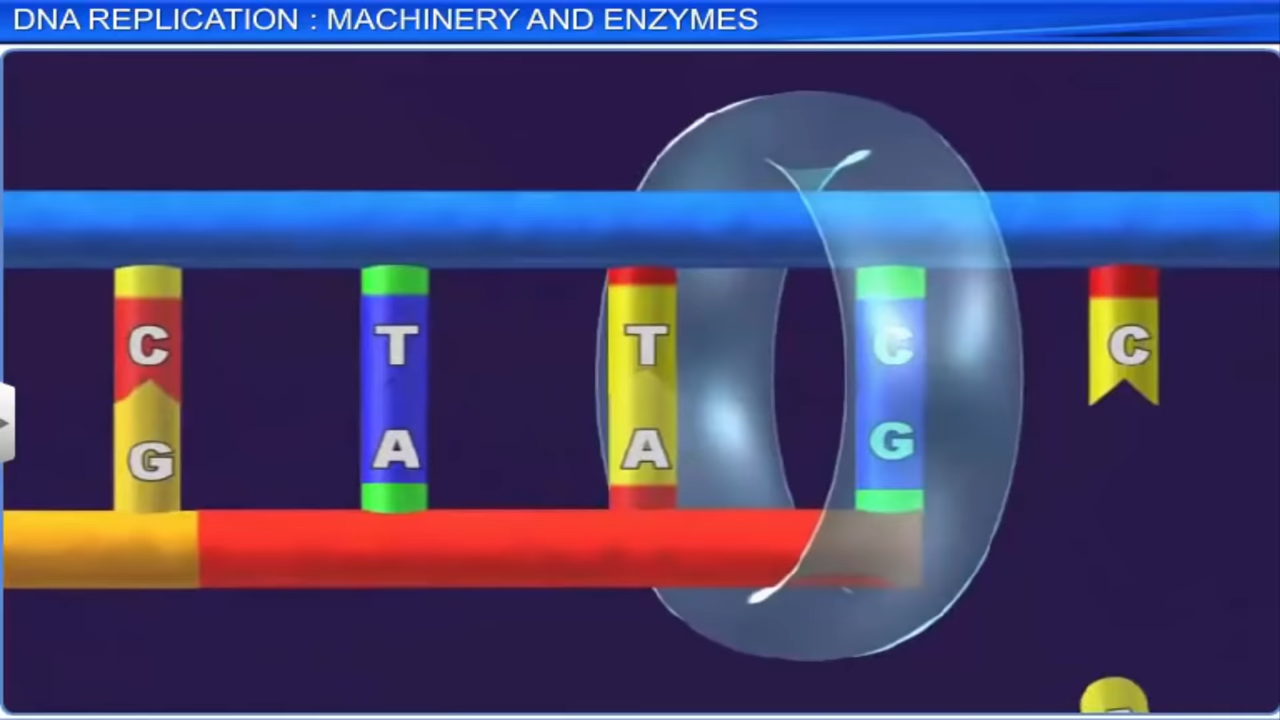 DNA REPLICATION : MACHINERY AND ENZYMES
C T T C C
G A A G